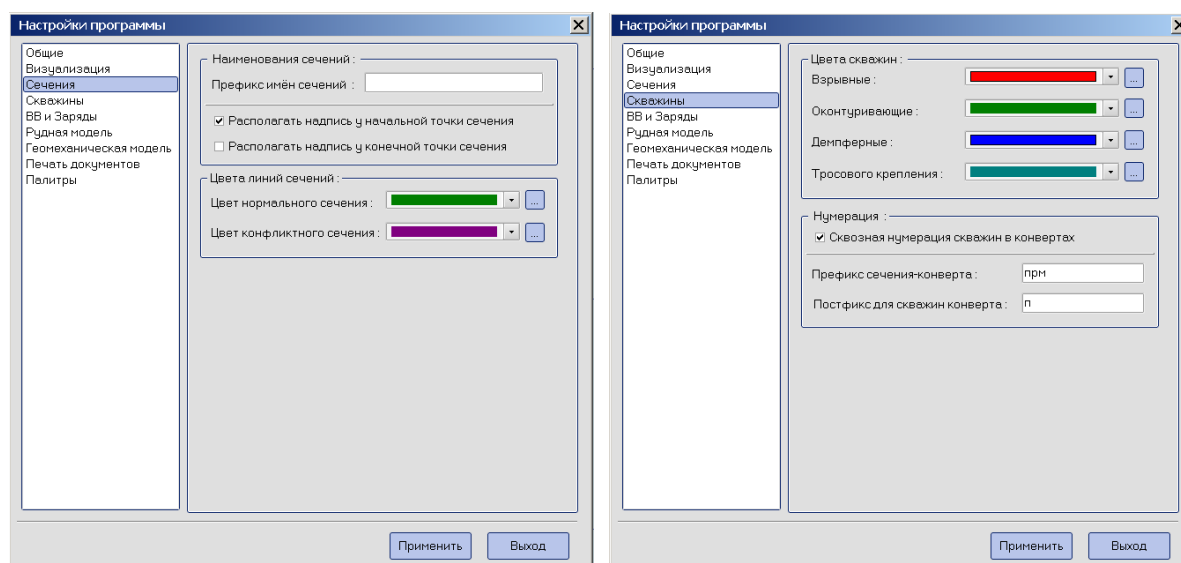 Настройки программы
Общие
Визуализация
Сечения
Скважины
ВВ и Заряды
Рудная модель
Геомеханическая модель
Печать документов
Палитры
Наименования сечений :
Префикс имён сечений :
Располагать надпись у начальной точки сечения
Располагать надпись у конечной точки сечения
Цвета линий сечений :
Цвет нормального сечения :
...
Цвет конфликтного сечения :
...
Применить
Выход
Настройки программы
Общие
Визуализация
Сечения
Скважины
ВВ и Заряды
Рудная модель
Геомеханическая модель
Печать документов
Палитры
Цвета скважин :
Взрывные :
...
Оконтуривающие :
...
Демпферные :
...
Тросового крепления :
...
Нумерация :
Сквозная нумерация скважин в конвертах
Префикс сечения-конверта :
прм
Постфикс для скважин конверта :
п
Применить
Выход